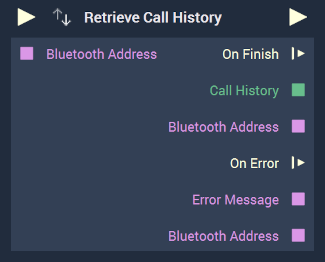 Retrieve Call History
Bluetooth Address On Finish
Call History
Bluetooth Address
On Error
Error Message
Bluetooth Address